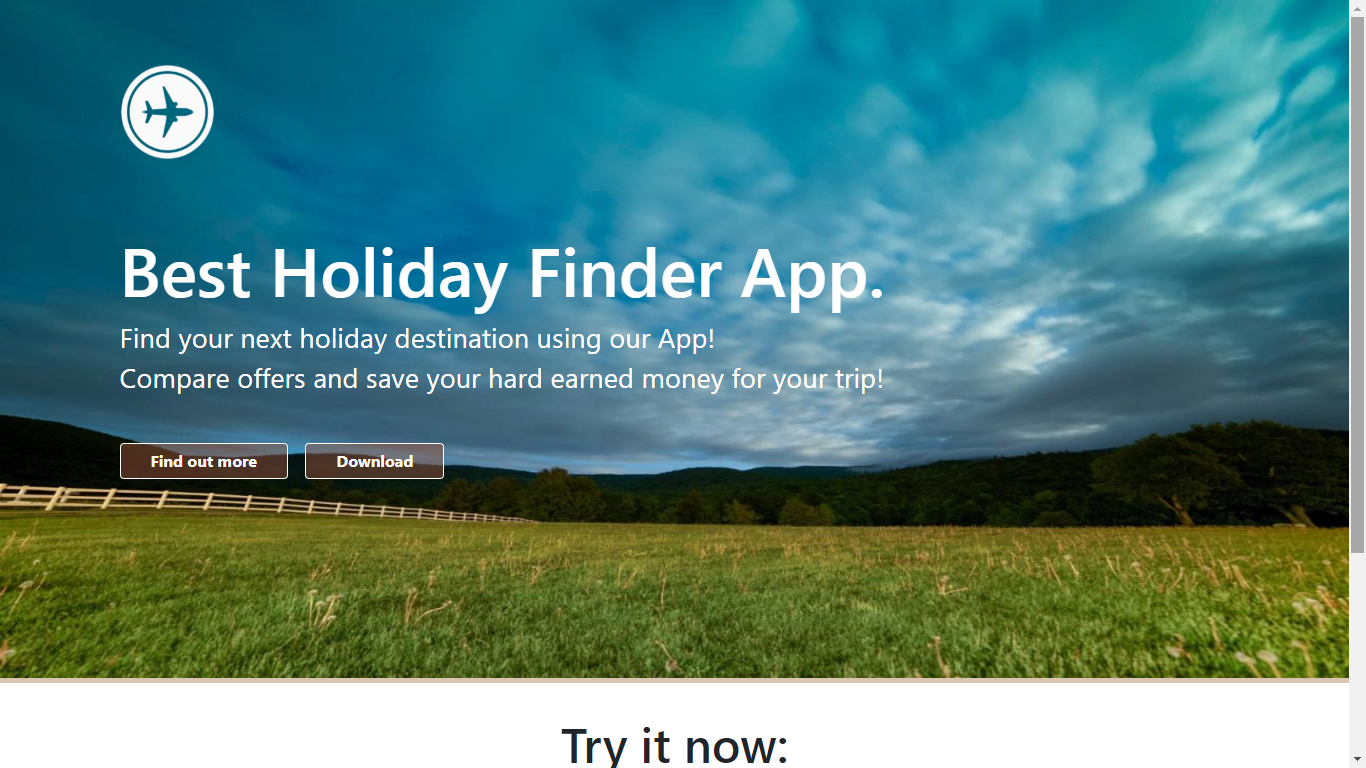 Best Holiday Finder App.
Find your next holiday destination using our App!
Compare offers and save your hard earned money for your trip!
Find out more
Download
Try it now: